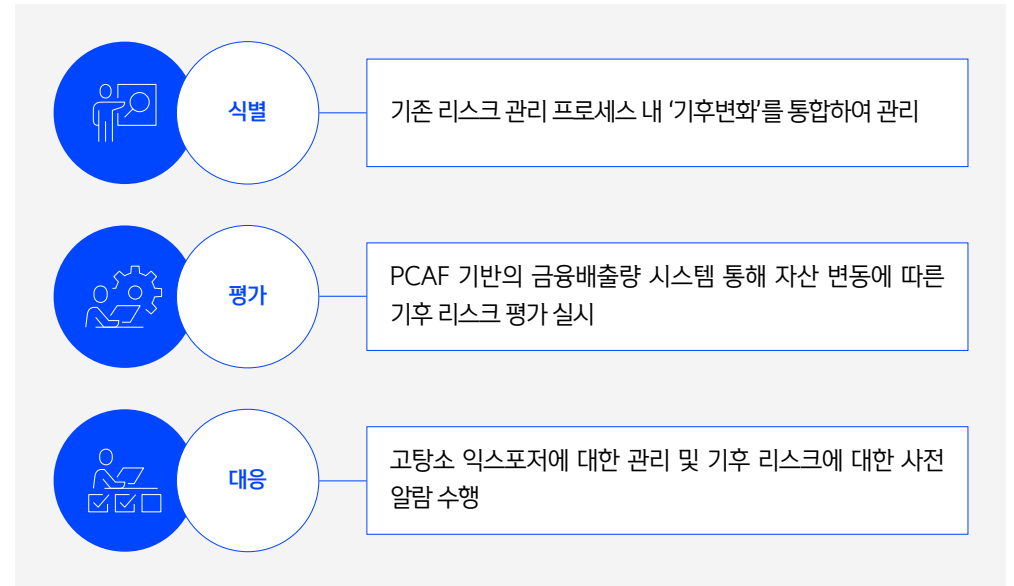 식별
기존 리스크 관리 프로세스 내 ‘기후변화’를 통합하여 관리
평가
PCAF 기반의 금융배출량 시스템 통해 자산 변동에 따른
기후 리스크 평가 실시
대응
고탕소 익스포저에 대한 관리 및 기후 리스크에 대한 사전
알람 수행